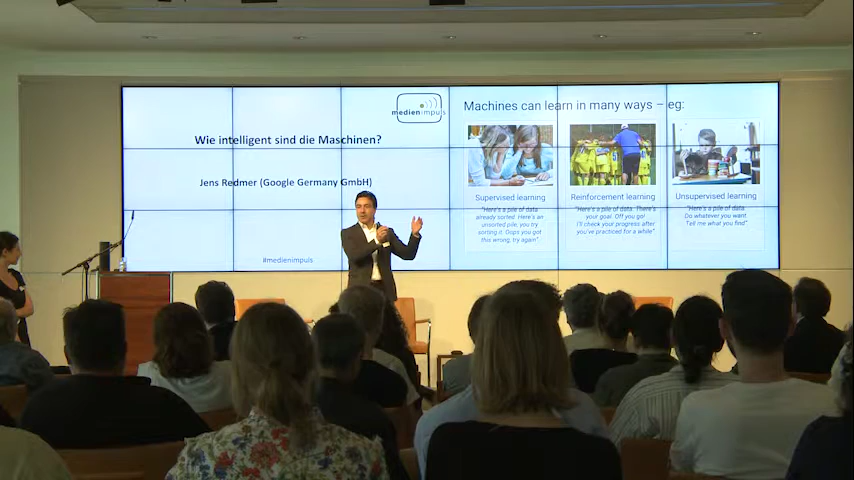 medienimpuls
Wie intelligent sind die Maschinen?
Jens Redmer (Google Germany GmbH)
#medienimpuls
Machines can learn in many ways – eg:
Supervised learning
"Here's a pile of data
already sorted. Here's an
unsorted pile, you try
sorting it. Oops you got
this wrong, try again".
Reinforcement learning
"Here's a pile of data. There's
your goal. Off you go!
I'll check your progress after
you've practiced for a while".
Unsupervised learning
"Here's a pile of data.
Do whatever you want.
Tell me what you find"